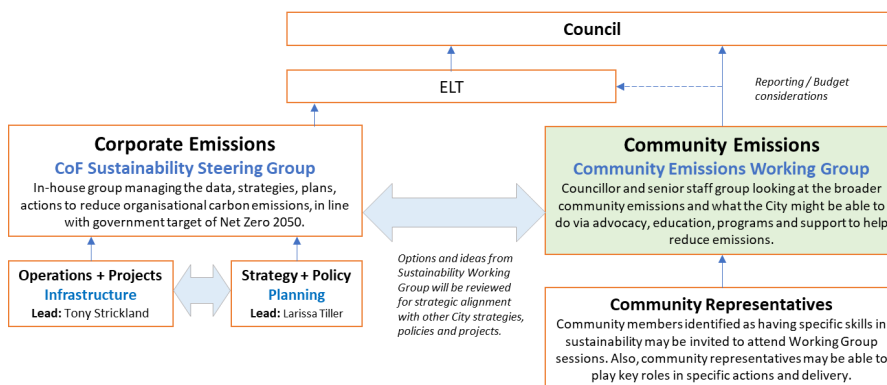 Council
ELT
Reporting / Budget
considerations
Corporate Emissions
CoF Sustainability Steering Group
In-house group managing the data, strategies, plans,
actions to reduce organisational carbon emissions, in line
with government target of Net Zero 2050.
Community Emissions
Community Emissions Working Group
Councillor and senior staff group looking at the broader
community emissions and what the City might be able to
do via advocacy, education, programs and support to help
reduce emissions.
Operations + Projects
Infrastructure
Lead: Tony Strickland
Strategy + Policy
Planning
Lead: Larissa Tiller
Options and ideas from
Sustainability Working
Group will be reviewed
for strategic alignment
with other City strategies,
policies and projects.
Community Representatives
Community members identified as having specific skills in
sustainability may be invited to attend Working Group
sessions. Also, community representatives may be able to
play key roles in specific actions and delivery.